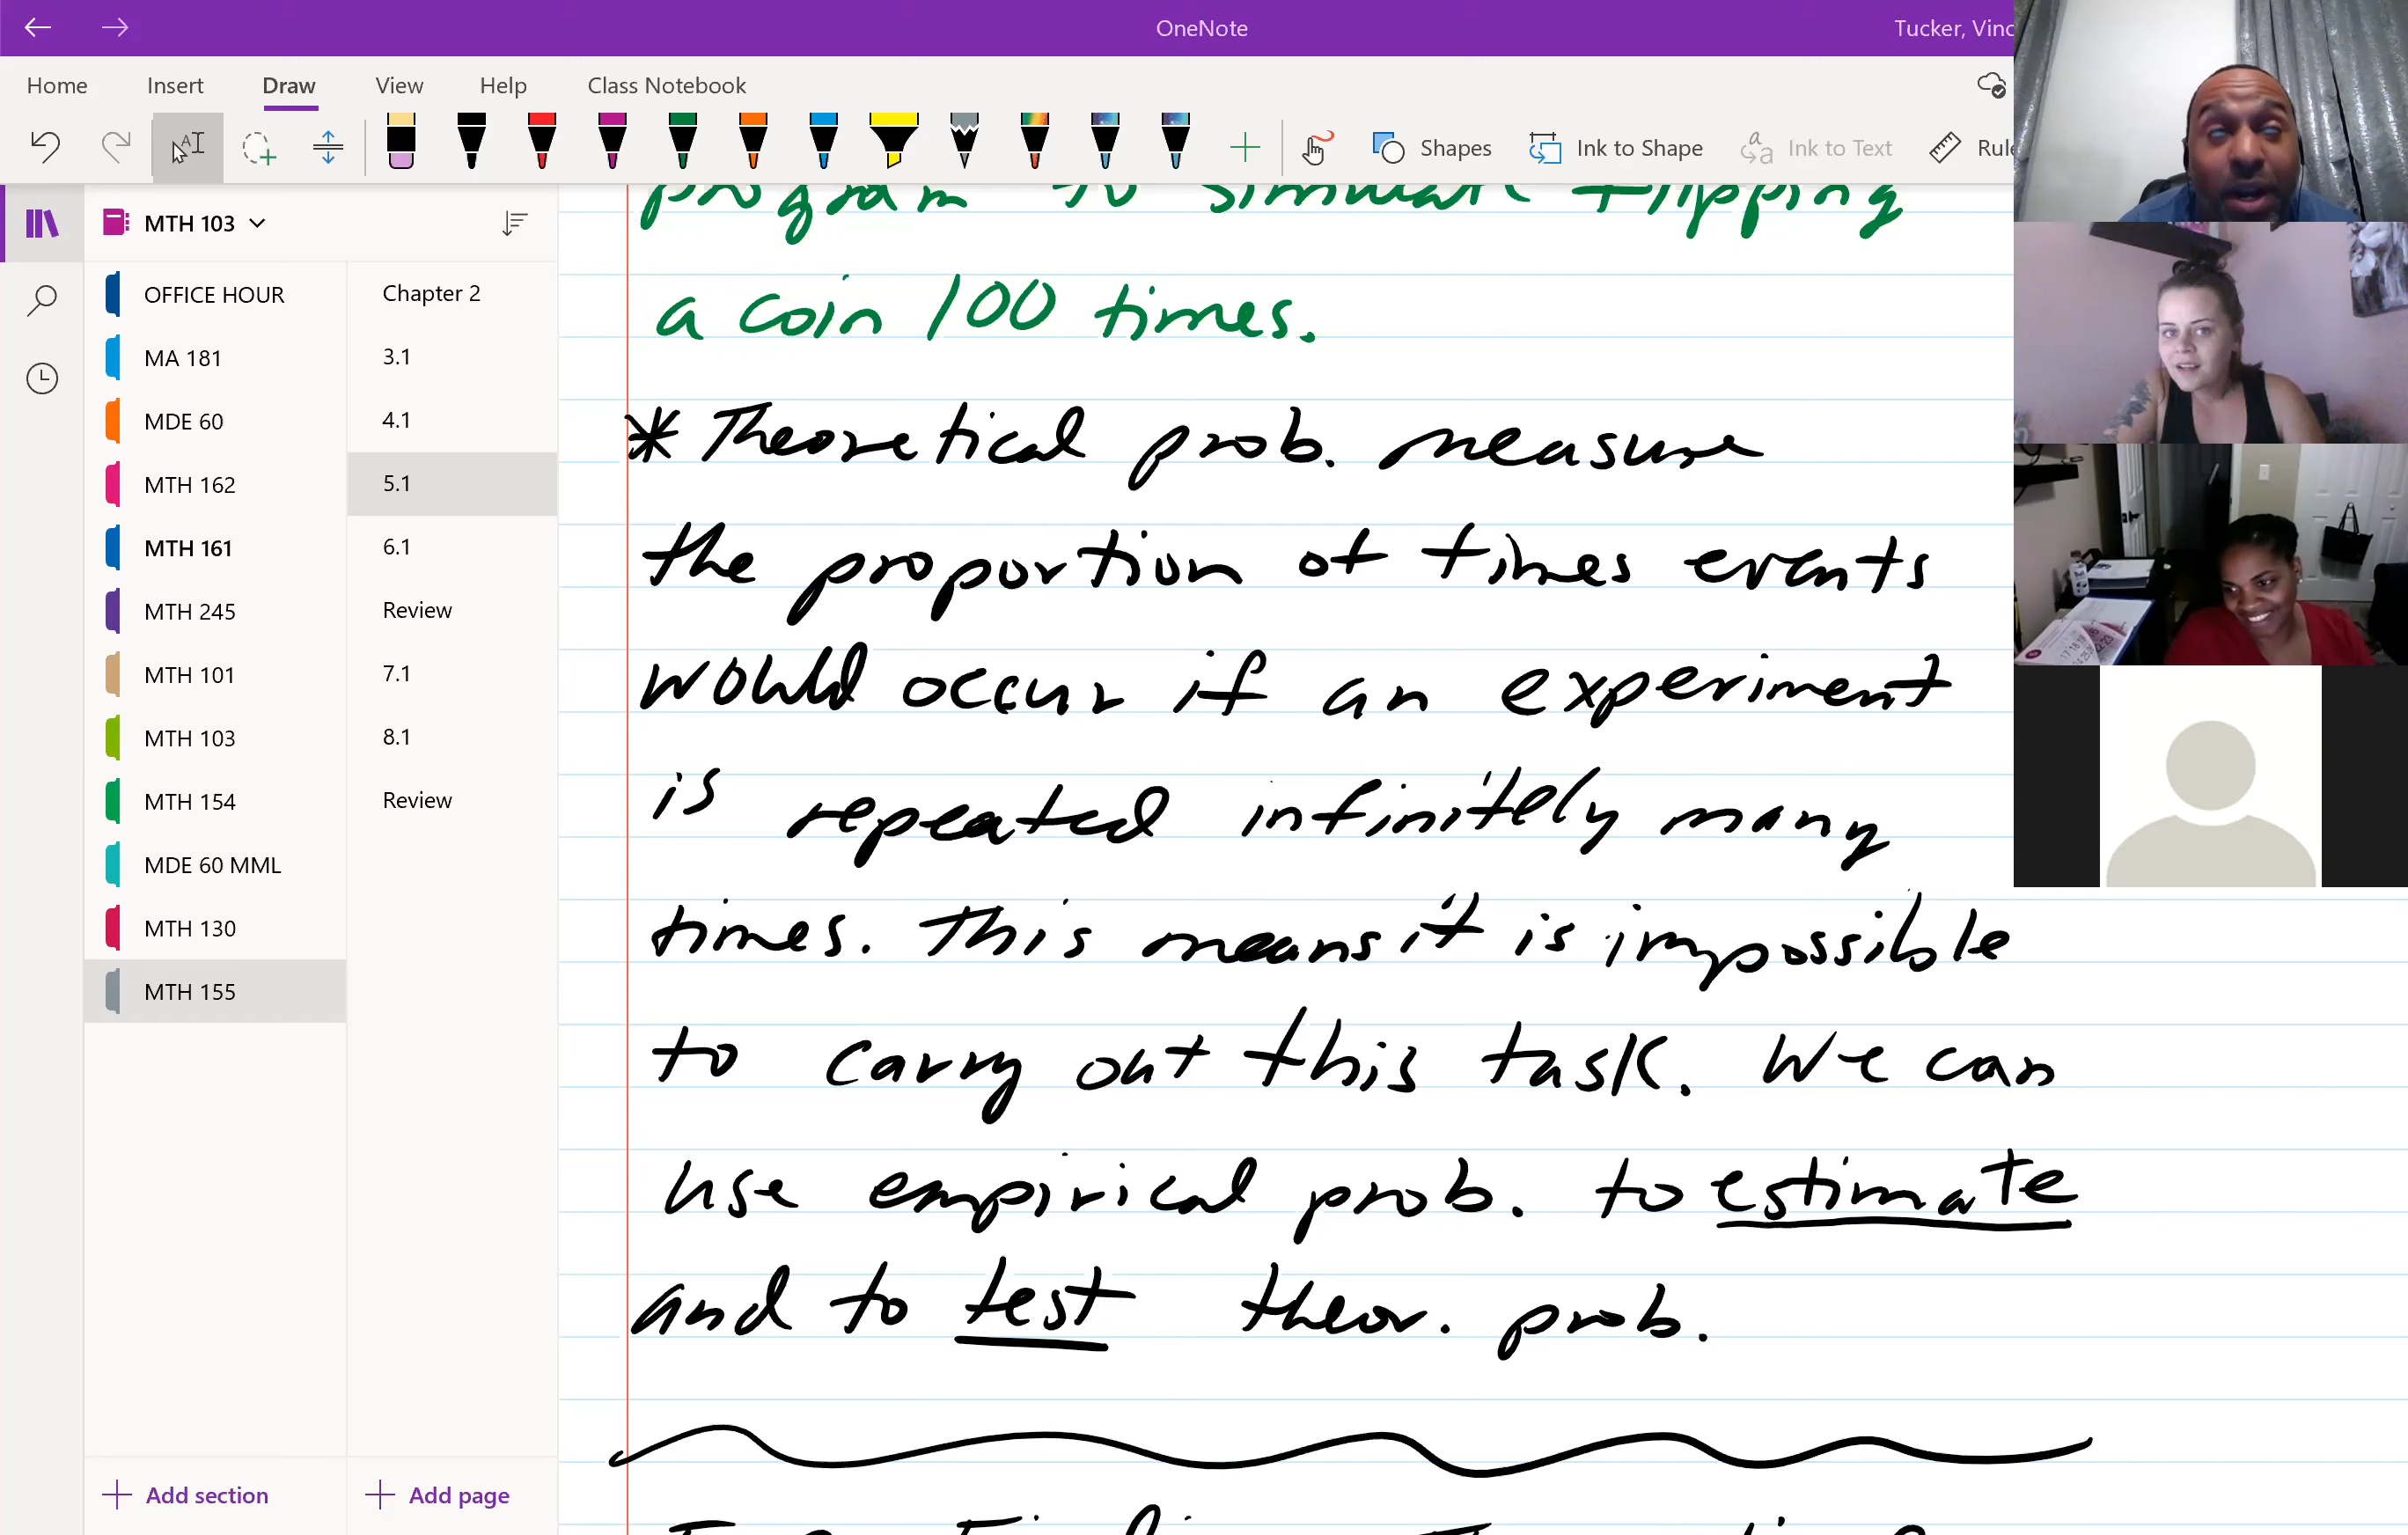 OneNote
Tucker, Vinc
Home Insert Draw View Help Class Notebook
Shapes Ink to Shape Ink to Text Rule
MTH 103
OFFICE HOUR
MA 181
MDE 60
MTH 162
MTH 161
MTH 245
MTH 101
MTH 103
MTH 154
MDE 60 MML
MTH 130
MTH 155
Add section
Chapter 2
3.1
4.1
5.1
6.1
Review
7.1
8.1
Review
Add page
program to simulate flipping
a coin 100 times.
* Theoretical prob. measure
the proportion of times events
would occur if an experiment
is repeated infinitely many
times. This means it is impossible
to carry out this task. We can
use empirical prob. to estimate
and to test theor. prob.